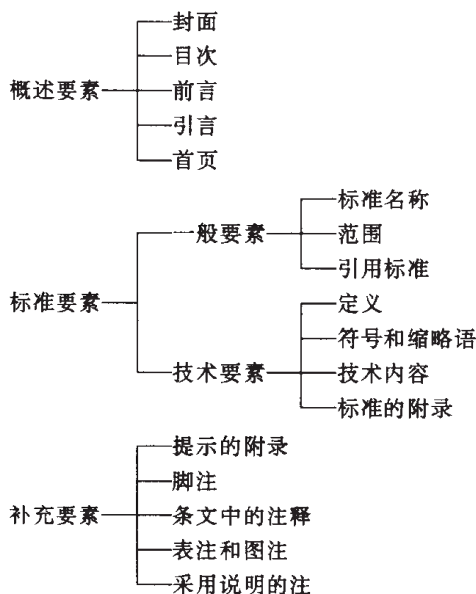 概述要素
封面
目次
前言
引言
首页
标准要素
一般要素
标准名称
范围
引用标准
技术要素
定义
符号和缩略语
技术内容
标准的附录
补充要素
提示的附录
脚注
条文中的注释
表注和图注
采用说明的注